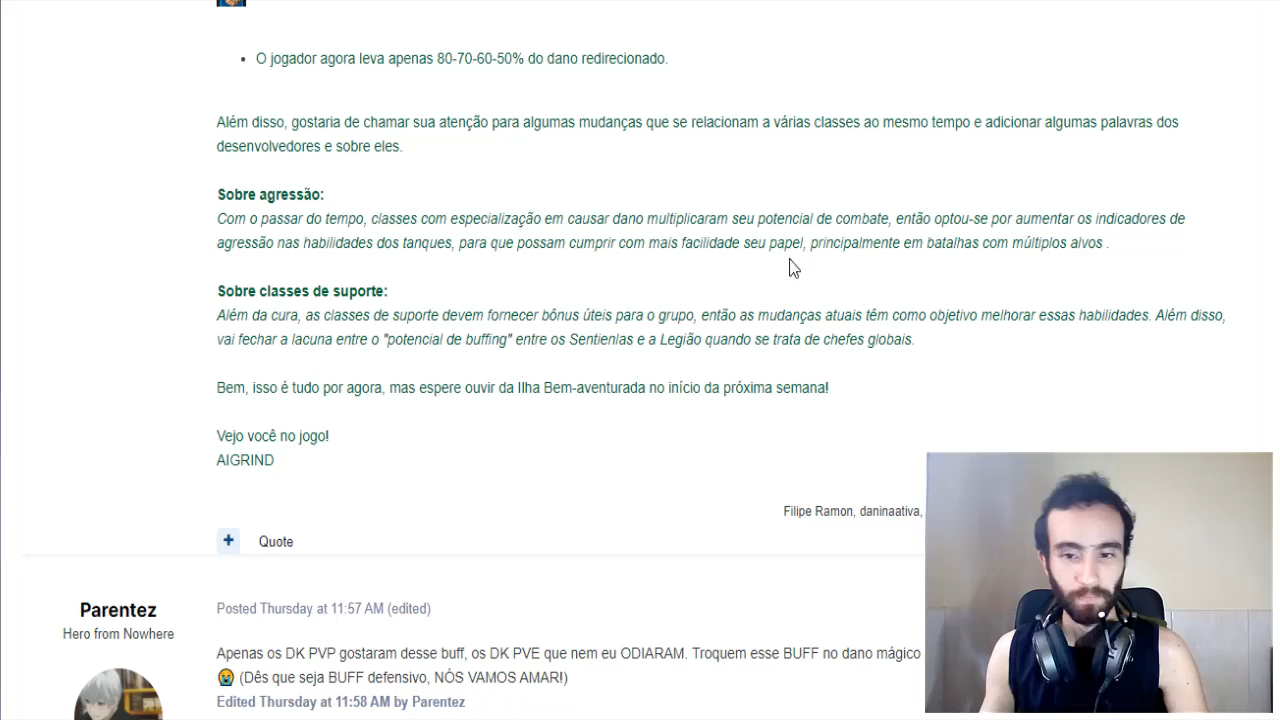 • O jogador agora leva apenas 80-70-60-50% do dano redirecionado.
Além disso, gostaria de chamar sua atenção para algumas mudanças que se relacionam a várias classes ao mesmo tempo e adicionar algumas palavras dos
desenvolvedores e sobre eles.
Sobre agressão:
Com o passar do tempo, classes com especialização em causar dano multiplicaram seu potencial de combate, então optou-se por aumentar os indicadores de
agressão nas habilidades dos tanques, para que possam cumprir com mais facilidade seu papel, principalmente em batalhas com múltiplos alvos .
Sobre classes de suporte:
Além da cura, as classes de suporte devem fornecer bônus úteis para o grupo, então as mudanças atuais têm como objetivo melhorar essas habilidades. Além disso,
vai fechar a lacuna entre o "potencial de buffing" entre os Sentienlas e a Legião quando se trata de chefes globais.
Bem, isso é tudo por agora, mas espere ouvir da Ilha Bem-aventurada no início da próxima semana!
Vejo você no jogo!
AIGRIND
Filipe Ramon, daninaativa,
+ Quote
Parentez
Hero from Nowhere
Posted Thursday at 11:57 AM (edited)
Apenas os DK PVP gostaram desse buff, os DK PVE que nem eu ODIARAM. Troquem esse BUFF no dano mágico
😭 (Dês que seja BUFF defensivo, NÓS VAMOS AMAR!)
Edited Thursday at 11:58 AM by Parentez